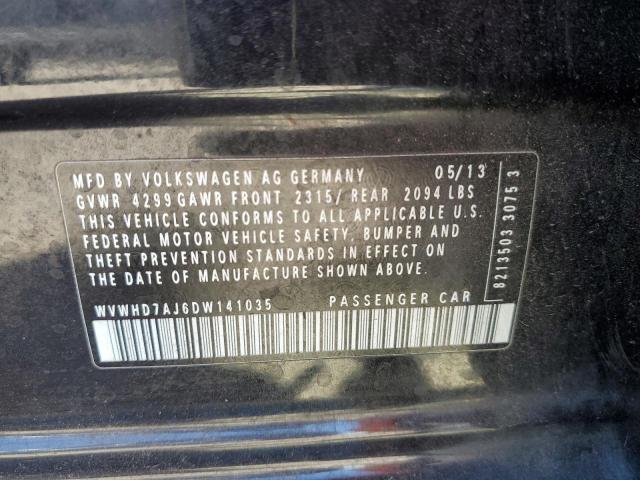 MFD BY VOLKSWAGEN AG GERMANY 05/13
GVWR 4299 GAWR FRONT 2315/ REAR 2094 LBS
THIS VEHICLE CONFORMS TO ALL APPLICABLE U.S.
FEDERAL MOTOR VEHICLE SAFETY, BUMPER AND
THEFT PREVENTION STANDARDS IN EFFECT ON
THE DATE OF MANUFACTURE SHOWN ABOVE.
WVWHD7AJ6DW141035 PASSENGER CAR
8213503 3075 3